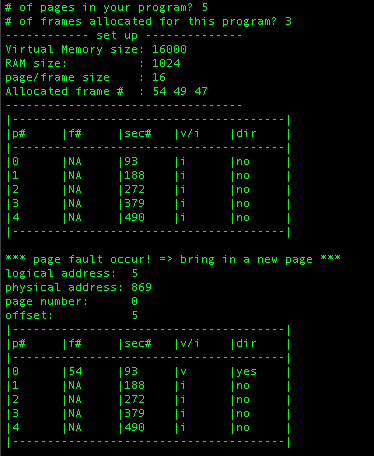 # of pages in your program? 5
# of frames allocated for this program? 3
------------ set up --------------
Virtual Memory size: 16000
RAM size:          : 1024
page/frame size    : 16
Allocated frame #  : 54 49 47
----------------------------------
|---------------------------------------|
|p#     |f#     |sec#   |v/i    |dir    |
|---------------------------------------|
|0      |NA     |93     |i      |no     |
|1      |NA     |188    |i      |no     |
|2      |NA     |272    |i      |no     |
|3      |NA     |379    |i      |no     |
|4      |NA     |490    |i      |no     |
|---------------------------------------|
*** page fault occur! => bring in a new page ***
logical address:  5
physical address: 869
page number:      0
offset:           5
|---------------------------------------|
|p#     |f#     |sec#   |v/i    |dir    |
|---------------------------------------|
|0      |54     |93     |v      |yes    |
|1      |NA     |188    |i      |no     |
|2      |NA     |272    |i      |no     |
|3      |NA     |379    |i      |no     |
|4      |NA     |490    |i      |no     |
|---------------------------------------|